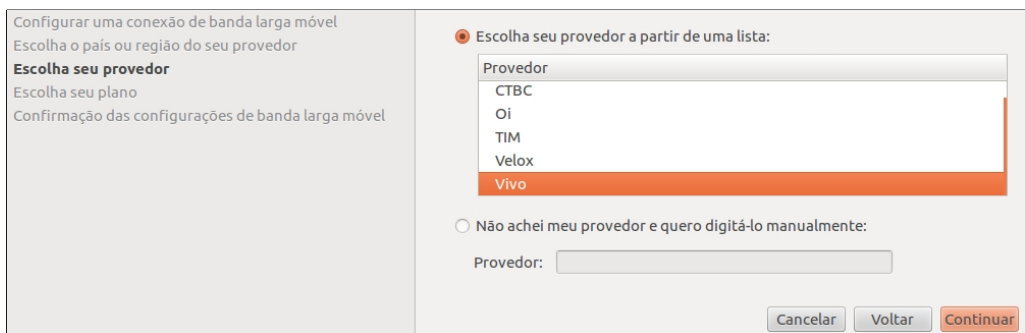 Configurar uma conexão de banda larga móvel
Escolha o país ou região do seu provedor
Escolha seu provedor
Escolha seu plano
Confirmação das configurações de banda larga móvel
Escolha seu provedor a partir de uma lista:
Provedor
CTBC
Oi
TIM
Velox
Vivo
Não achei meu provedor e quero digitá-lo manualmente:
Provedor:
Cancelar Voltar Continuar